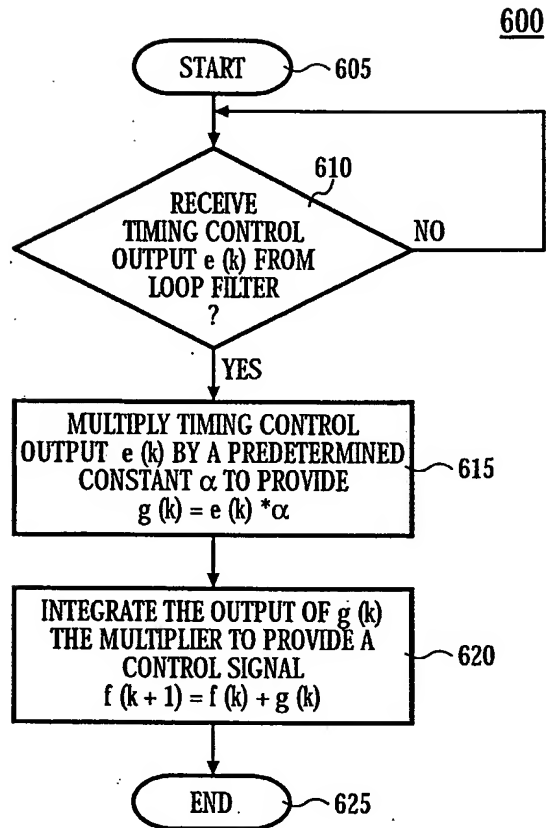 600
START
605
610
RECEIVE
TIMING CONTROL
OUTPUT e (k) FROM
LOOP FILTER
?
NO
YES
MULTIPLY TIMING CONTROL
OUTPUT e (k) BY A PREDETERMINED
CONSTANT α TO PROVIDE
g (k) = e (k) *α
615
INTEGRATE THE OUTPUT OF g (k)
THE MULTIPLIER TO PROVIDE A
CONTROL SIGNAL
f (k + 1) = f (k) + g (k)
620
END
625